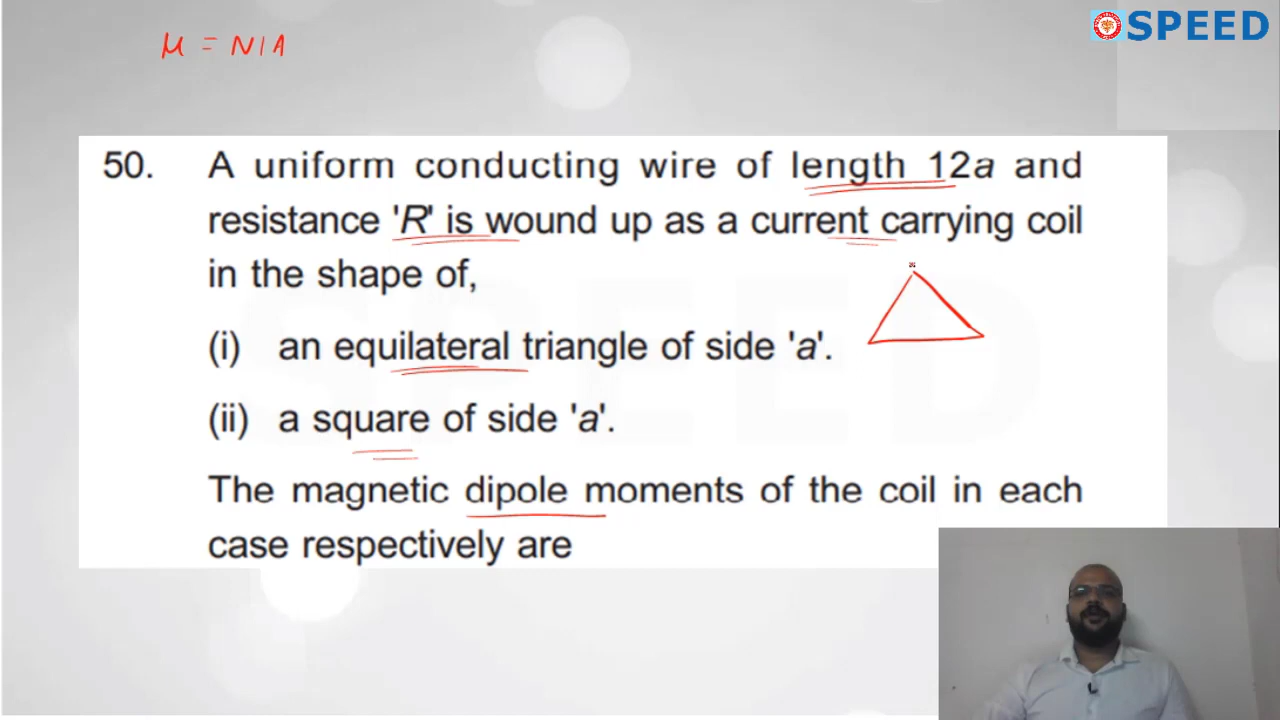 μ = NIA
SPEED
50. A uniform conducting wire of length 12a and
resistance 'R' is wound up as a current carrying coil
in the shape of,
(i) an equilateral triangle of side 'a'.
(ii) a square of side 'a'.
The magnetic dipole moments of the coil in each
case respectively are